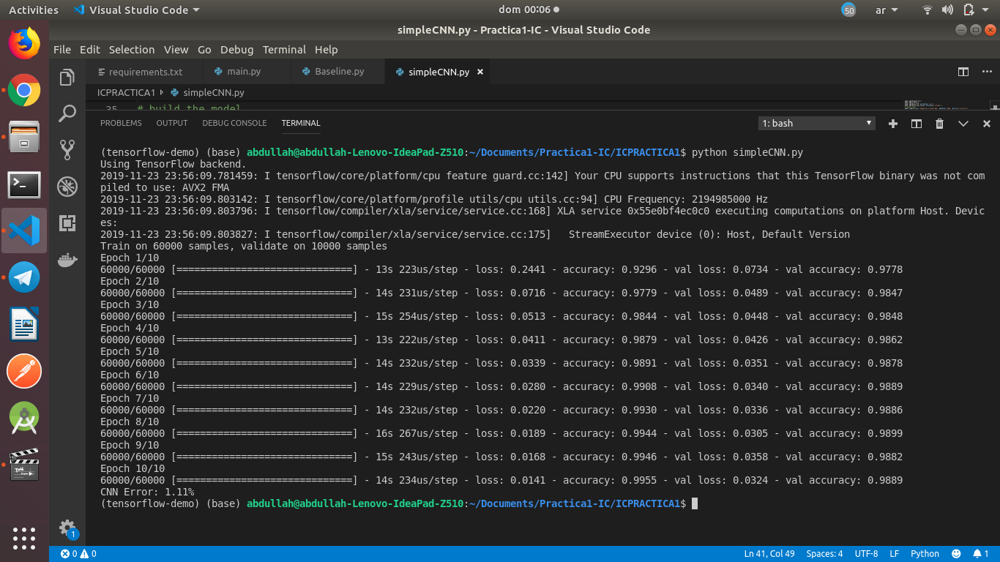 Activities Visual Studio Code dom 00:06 50 ar
simpleCNN.py - Practica1-IC - Visual Studio Code
File Edit Selection View Go Debug Terminal Help
requirements.txt main.py Baseline.py simpleCNN.py
ICPRACTICA1 simpleCNN.py
35 # build the model
PROBLEMS OUTPUT DEBUG CONSOLE TERMINAL 1: bash
(tensorflow-demo) (base) abdullah@abdullah-Lenovo-IdeaPad-Z510:~/Documents/Practica1-IC/ICPRACTICA1$ python simpleCNN.py
Using TensorFlow backend.
2019-11-23 23:56:09.781459: I tensorflow/core/platform/cpu feature guard.cc:142] Your CPU supports instructions that this TensorFlow binary was not com
piled to use: AVX2 FMA
2019-11-23 23:56:09.803142: I tensorflow/core/platform/profile utils/cpu utils.cc:94] CPU Frequency: 2194985000 Hz
2019-11-23 23:56:09.803796: I tensorflow/compiler/xla/service/service.cc:168] XLA service 0x55e0bf4ec0c0 executing computations on platform Host. Devic
es:
2019-11-23 23:56:09.803827: I tensorflow/compiler/xla/service/service.cc:175]   StreamExecutor device (0): Host, Default Version
Train on 60000 samples, validate on 10000 samples
Epoch 1/10
60000/60000 [==============================] - 13s 223us/step - loss: 0.2441 - accuracy: 0.9296 - val loss: 0.0734 - val accuracy: 0.9778
Epoch 2/10
60000/60000 [==============================] - 14s 231us/step - loss: 0.0716 - accuracy: 0.9779 - val loss: 0.0489 - val accuracy: 0.9847
Epoch 3/10
60000/60000 [==============================] - 15s 254us/step - loss: 0.0513 - accuracy: 0.9844 - val loss: 0.0448 - val accuracy: 0.9848
Epoch 4/10
60000/60000 [==============================] - 13s 222us/step - loss: 0.0411 - accuracy: 0.9879 - val loss: 0.0426 - val accuracy: 0.9862
Epoch 5/10
60000/60000 [==============================] - 14s 232us/step - loss: 0.0339 - accuracy: 0.9891 - val loss: 0.0351 - val accuracy: 0.9878
Epoch 6/10
60000/60000 [==============================] - 14s 229us/step - loss: 0.0280 - accuracy: 0.9908 - val loss: 0.0340 - val accuracy: 0.9889
Epoch 7/10
60000/60000 [==============================] - 14s 232us/step - loss: 0.0220 - accuracy: 0.9930 - val loss: 0.0336 - val accuracy: 0.9886
Epoch 8/10
60000/60000 [==============================] - 16s 267us/step - loss: 0.0189 - accuracy: 0.9944 - val loss: 0.0305 - val accuracy: 0.9899
Epoch 9/10
60000/60000 [==============================] - 15s 243us/step - loss: 0.0168 - accuracy: 0.9946 - val loss: 0.0358 - val accuracy: 0.9882
Epoch 10/10
60000/60000 [==============================] - 14s 234us/step - loss: 0.0141 - accuracy: 0.9955 - val loss: 0.0324 - val accuracy: 0.9889
CNN Error: 1.11%
(tensorflow-demo) (base) abdullah@abdullah-Lenovo-IdeaPad-Z510:~/Documents/Practica1-IC/ICPRACTICA1$
1
0 0 Ln 41, Col 49 Spaces: 4 UTF-8 LF Python 1